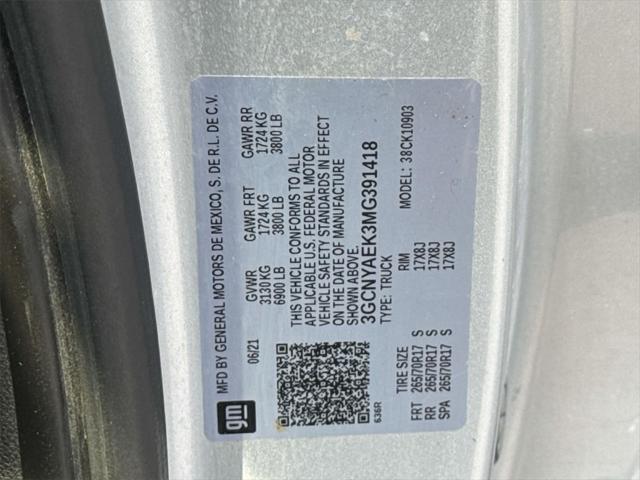 gm
MFD BY GENERAL MOTORS DE MEXICO, S. DE R.L. DE C.V.
06/21 GVWR GAWR FRT GAWR RR
3130 KG 1724 KG 1724 KG
6900 LB 3800 LB 3800 LB
THIS VEHICLE CONFORMS TO ALL
APPLICABLE U.S. FEDERAL MOTOR
VEHICLE SAFETY STANDARDS IN EFFECT
ON THE DATE OF MANUFACTURE
SHOWN ABOVE.
3GCNYAEK3MG391418
TYPE: TRUCK MODEL: 38CK10903
636R
TIRE SIZE RIM
FRT 265/70R17 S 17X8J
RR 265/70R17 S 17X8J
SPA 265/70R17 S 17X8J